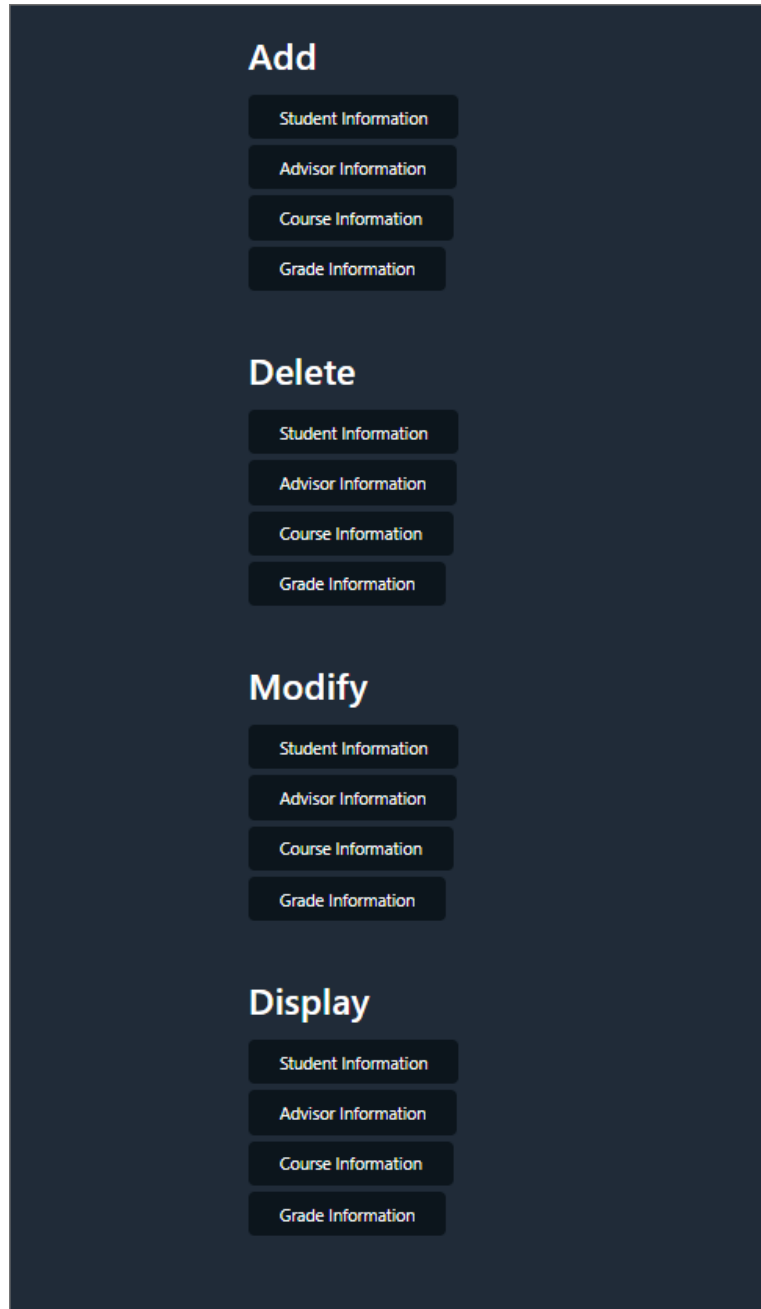 Add
Student Information
Advisor Information
Course Information
Grade Information
Delete
Student Information
Advisor Information
Course Information
Grade Information
Modify
Student Information
Advisor Information
Course Information
Grade Information
Display
Student Information
Advisor Information
Course Information
Grade Information